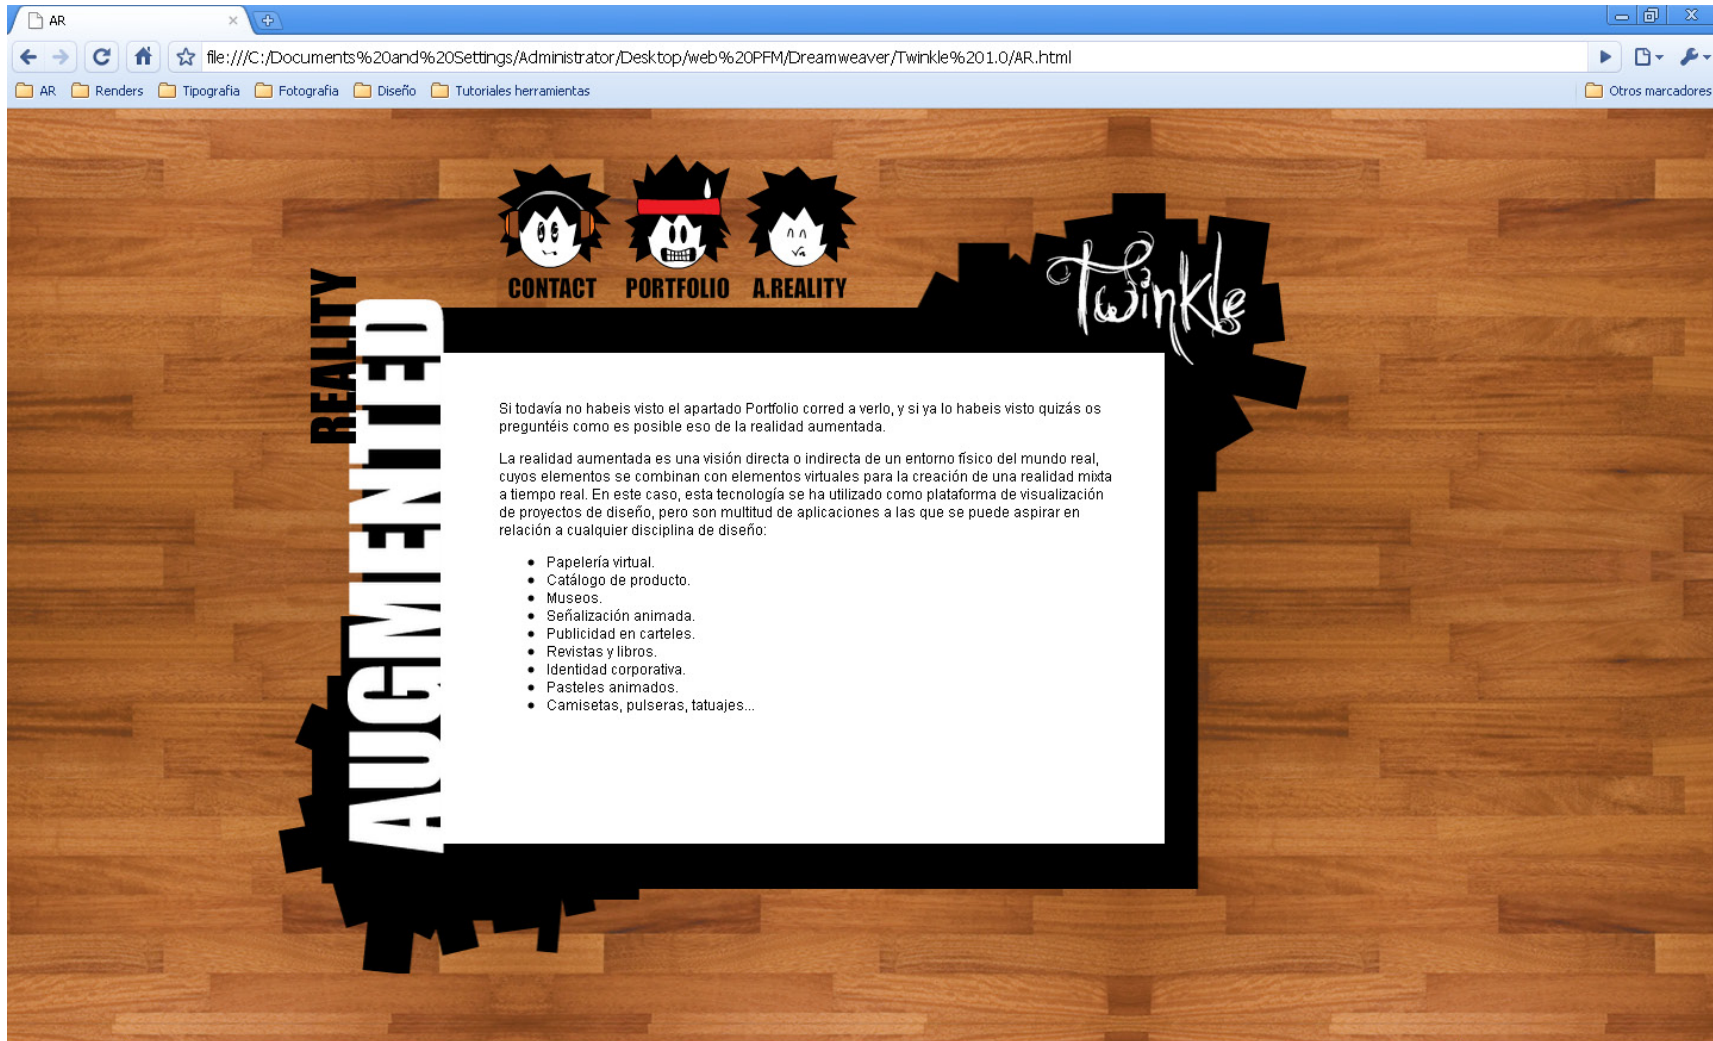 AR
file:///C:/Documents%20and%20Settings/Administrator/Desktop/web%20PFM/Dreamweaver/Twinkle%201.0/AR.html
AR Renders Tipografia Fotografia Diseño Tutoriales herramientas Otros marcadores
CONTACT PORTFOLIO A.REALITY
Twinkle
REALITY
AUGMENTED
Si todavía no habeis visto el apartado Portfolio corred a verlo, y si ya lo habeis visto quizás os
preguntéis como es posible eso de la realidad aumentada.
La realidad aumentada es una visión directa o indirecta de un entorno físico del mundo real,
cuyos elementos se combinan con elementos virtuales para la creación de una realidad mixta
a tiempo real. En este caso, esta tecnología se ha utilizado como plataforma de visualización
de proyectos de diseño, pero son multitud de aplicaciones a las que se puede aspirar en
relación a cualquier disciplina de diseño:
• Papelería virtual.
• Catálogo de producto.
• Museos.
• Señalización animada.
• Publicidad en carteles.
• Revistas y libros.
• Identidad corporativa.
• Pasteles animados.
• Camisetas, pulseras, tatuajes...